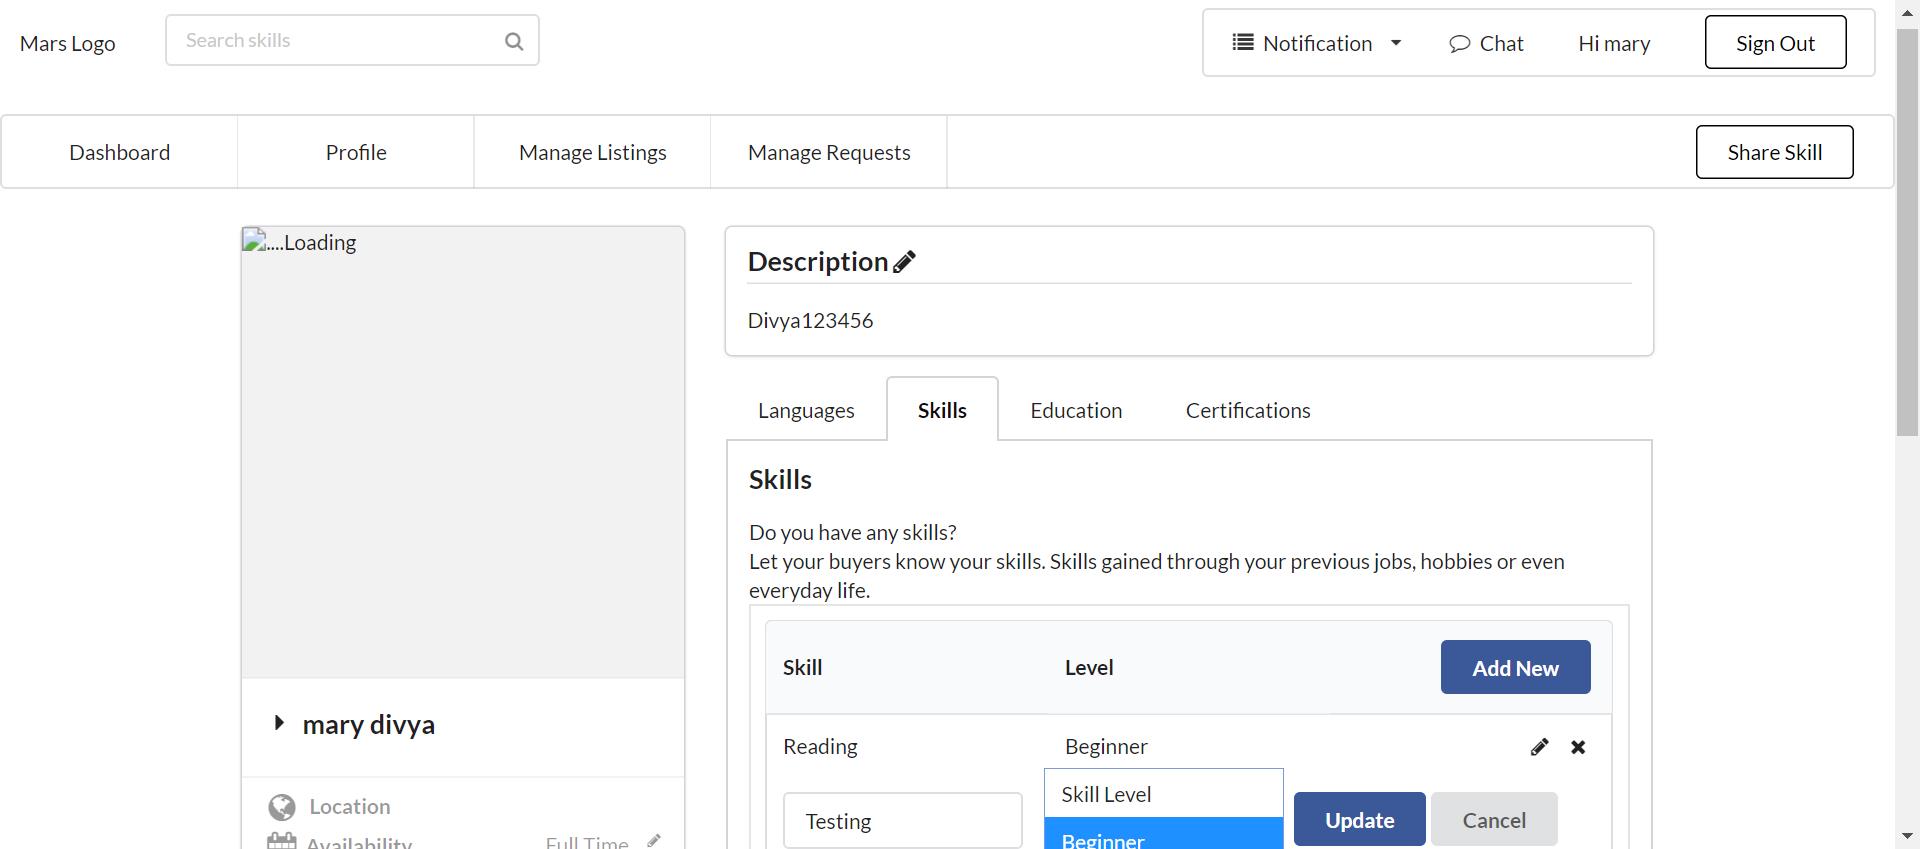 Mars Logo
Search skills
Notification
Chat
Hi mary
Sign Out
Dashboard
Profile
Manage Listings
Manage Requests
Share Skill
....Loading
Description
Divya123456
Languages
Skills
Education
Certifications
Skills
Do you have any skills?
Let your buyers know your skills. Skills gained through your previous jobs, hobbies or even
everyday life.
Skill
Level
Add New
mary divya
Reading
Beginner
Skill Level
Location
Testing
Update
Cancel
Availability
Full Time
Beginner